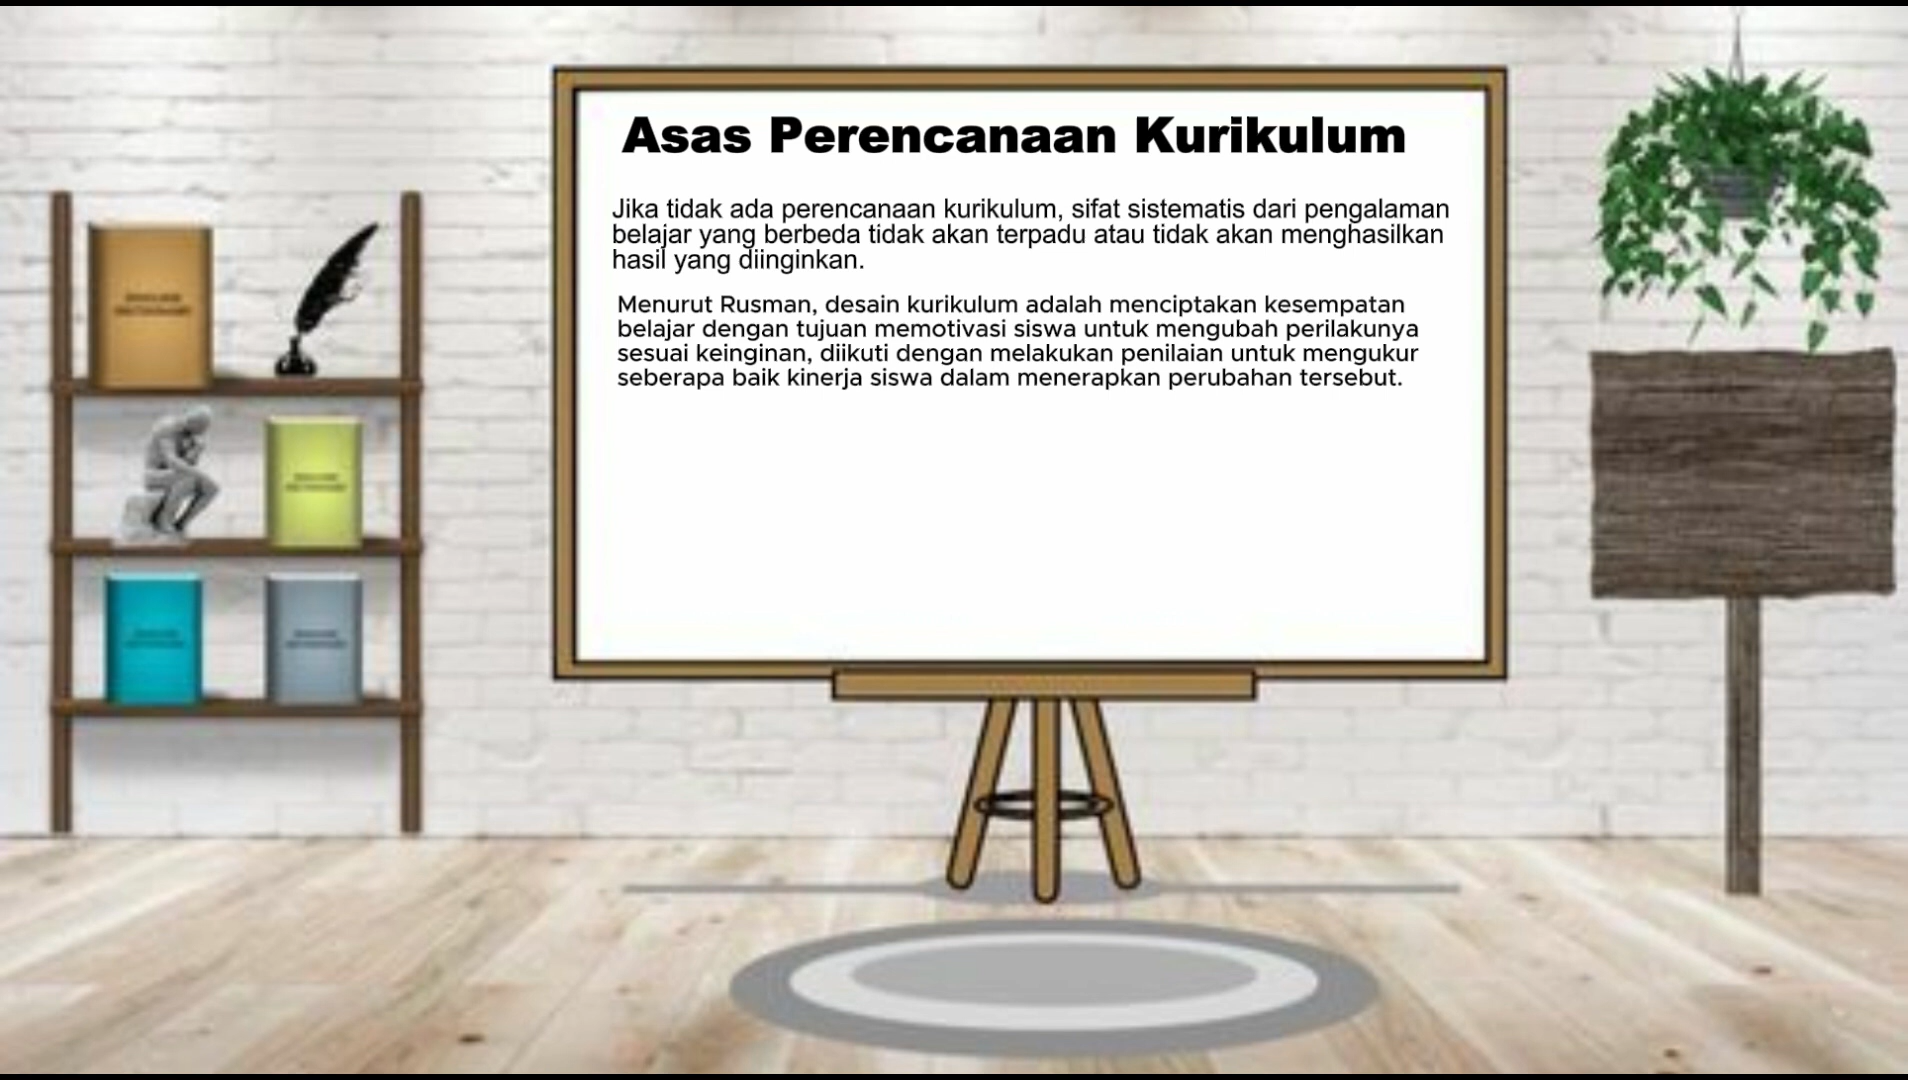 Asas Perencanaan Kurikulum
Jika tidak ada perencanaan kurikulum, sifat sistematis dari pengalaman
belajar yang berbeda tidak akan terpadu atau tidak akan menghasilkan
hasil yang diinginkan.
Menurut Rusman, desain kurikulum adalah menciptakan kesempatan
belajar dengan tujuan memotivasi siswa untuk mengubah perilakunya
sesuai keinginan, diikuti dengan melakukan penilaian untuk mengukur
seberapa baik kinerja siswa dalam menerapkan perubahan tersebut.